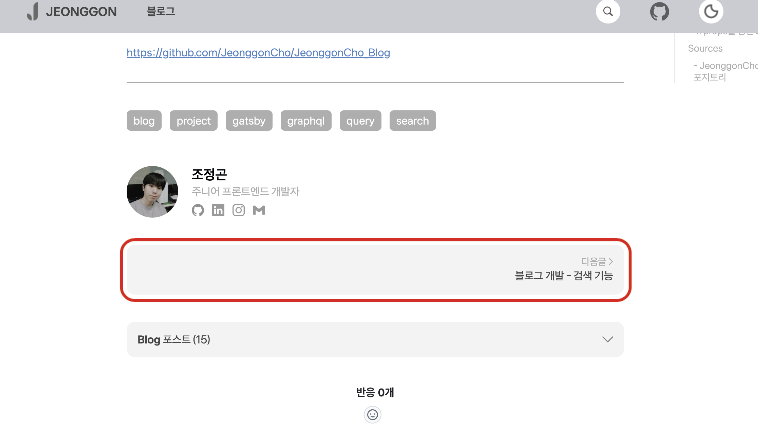 JEONGGON
블로그
https://github.com/JeonggonCho/JeonggonCho_Blog
Sources
- JeonggonCho
포지토리
blog
project
gatsby
graphql
query
search
조정곤
주니어 프론트엔드 개발자
다음글 >
블로그 개발 - 검색 기능
Blog 포스트 (15)
반응 0개